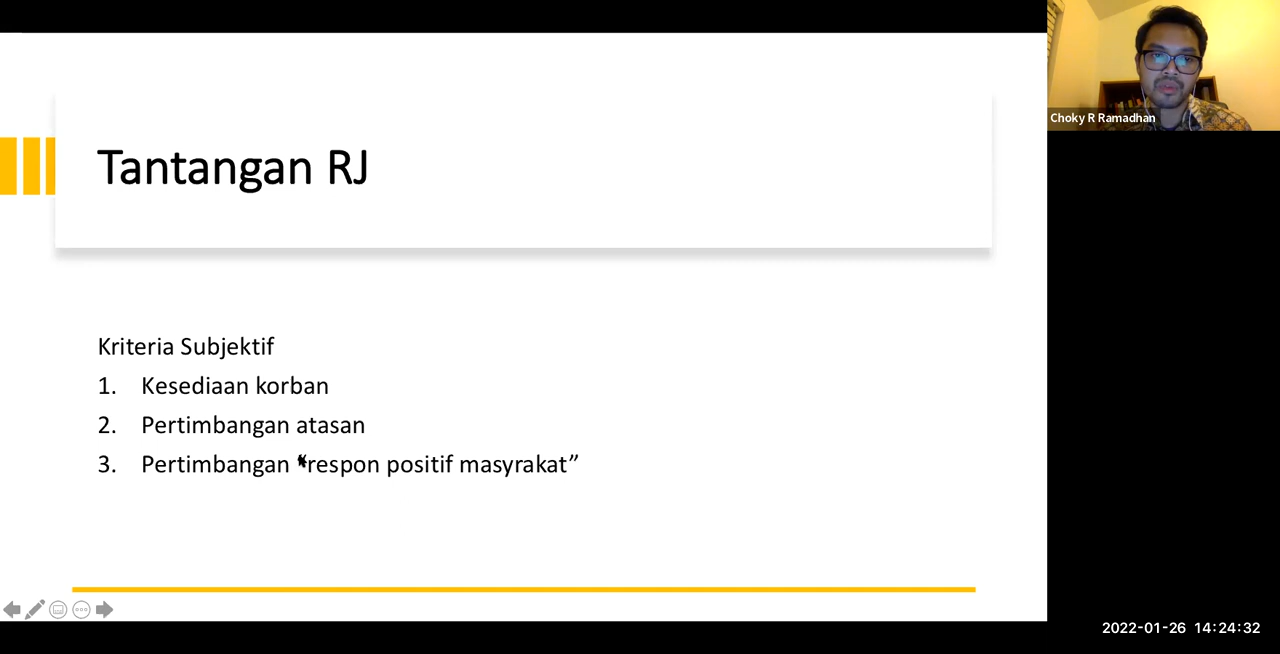 Choky R Ramadhan
Tantangan RJ
Kriteria Subjektif
1. Kesediaan korban
2. Pertimbangan atasan
3. Pertimbangan “respon positif masyrakat”
2022-01-26 14:24:32